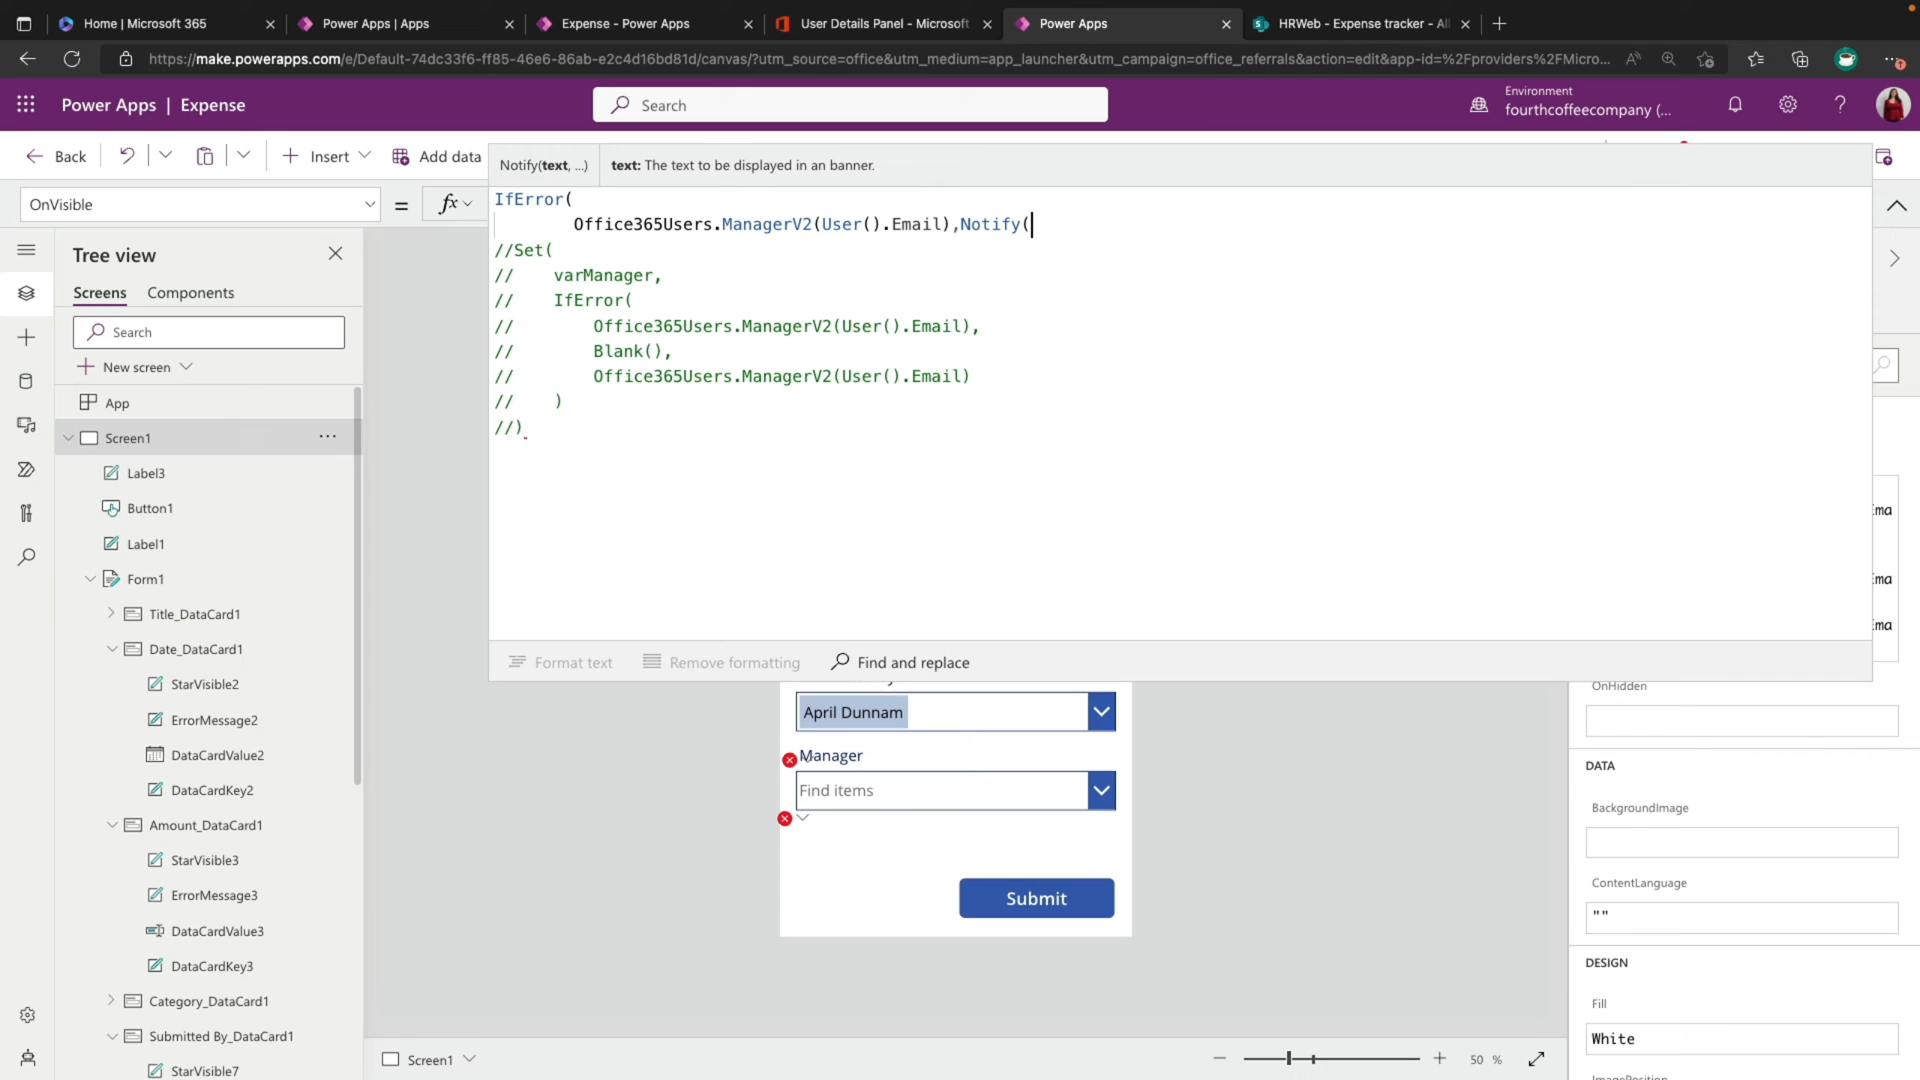 Home | Microsoft 365
Power Apps | Apps
Expense - Power Apps
User Details Panel - Microsoft
Power Apps
HRWeb - Expense tracker - All
https://make.powerapps.com/e/Default-74dc33f6-ff85-46e6-86ab-e2c4d16bd81d/canvas/?utm_source=office&utm_medium=app_launcher&utm_campaign=office_referrals&action=edit&app-id=%2Fproviders%2FMicro...
Power Apps | Expense
Search
Environment
fourthcoffeecompany (...
Back
Insert
Add data
Notify(text, ...)
text: The text to be displayed in an banner.
OnVisible
=
fx
IfError(
Office365Users.ManagerV2(User().Email),Notify(
//Set(
// varManager,
// IfError(
// Office365Users.ManagerV2(User().Email),
// Blank(),
// Office365Users.ManagerV2(User().Email)
// )
//)
Format text
Remove formatting
Find and replace
Tree view
Screens
Components
Search
New screen
App
Screen1
Label3
Button1
Label1
Form1
Title_DataCard1
Date_DataCard1
StarVisible2
ErrorMessage2
DataCardValue2
DataCardKey2
Amount_DataCard1
StarVisible3
ErrorMessage3
DataCardValue3
DataCardKey3
Category_DataCard1
Submitted By_DataCard1
StarVisible7
April Dunnam
Manager
Find items
Submit
Screen1
50 %
Ema
Ema
Ema
OnHidden
DATA
BackgroundImage
ContentLanguage
""
DESIGN
Fill
White
ImagePosition